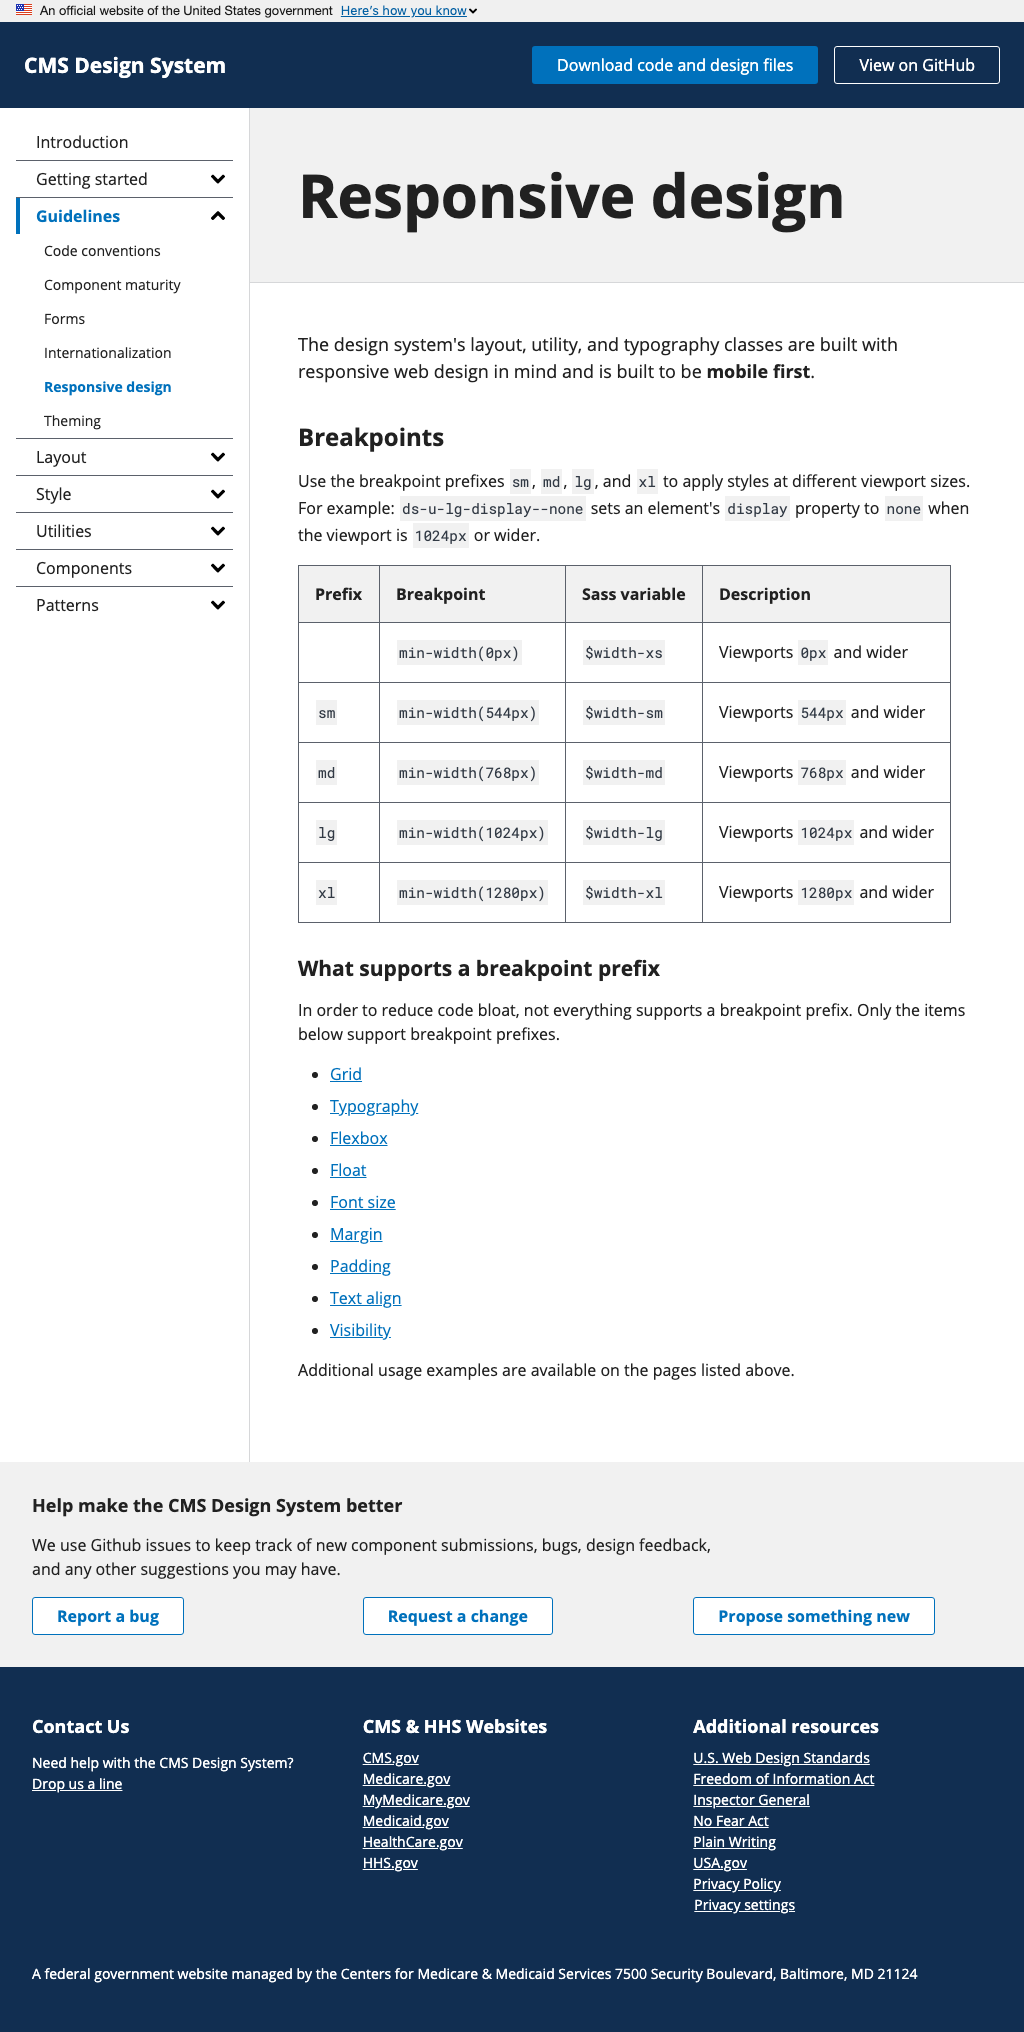 An official website of the United States government Here’s how you know
CMS Design System
Download code and design files
View on GitHub
Introduction
Getting started
Guidelines
Code conventions
Component maturity
Forms
Internationalization
Responsive design
Theming
Layout
Style
Utilities
Components
Patterns
Responsive design
The design system's layout, utility, and typography classes are built with
responsive web design in mind and is built to be mobile first.
Breakpoints
Use the breakpoint prefixes sm, md, lg, and xl to apply styles at different viewport sizes.
For example: ds-u-lg-display--none sets an element's display property to none when
the viewport is 1024px or wider.
Prefix Breakpoint Sass variable Description
min-width(0px) $width-xs Viewports 0px and wider
sm min-width(544px) $width-sm Viewports 544px and wider
md min-width(768px) $width-md Viewports 768px and wider
lg min-width(1024px) $width-lg Viewports 1024px and wider
xl min-width(1280px) $width-xl Viewports 1280px and wider
What supports a breakpoint prefix
In order to reduce code bloat, not everything supports a breakpoint prefix. Only the items
below support breakpoint prefixes.
Grid
Typography
Flexbox
Float
Font size
Margin
Padding
Text align
Visibility
Additional usage examples are available on the pages listed above.
Help make the CMS Design System better
We use Github issues to keep track of new component submissions, bugs, design feedback,
and any other suggestions you may have.
Report a bug
Request a change
Propose something new
Contact Us
Need help with the CMS Design System?
Drop us a line
CMS & HHS Websites
CMS.gov
Medicare.gov
MyMedicare.gov
Medicaid.gov
HealthCare.gov
HHS.gov
Additional resources
U.S. Web Design Standards
Freedom of Information Act
Inspector General
No Fear Act
Plain Writing
USA.gov
Privacy Policy
Privacy settings
A federal government website managed by the Centers for Medicare & Medicaid Services 7500 Security Boulevard, Baltimore, MD 21124